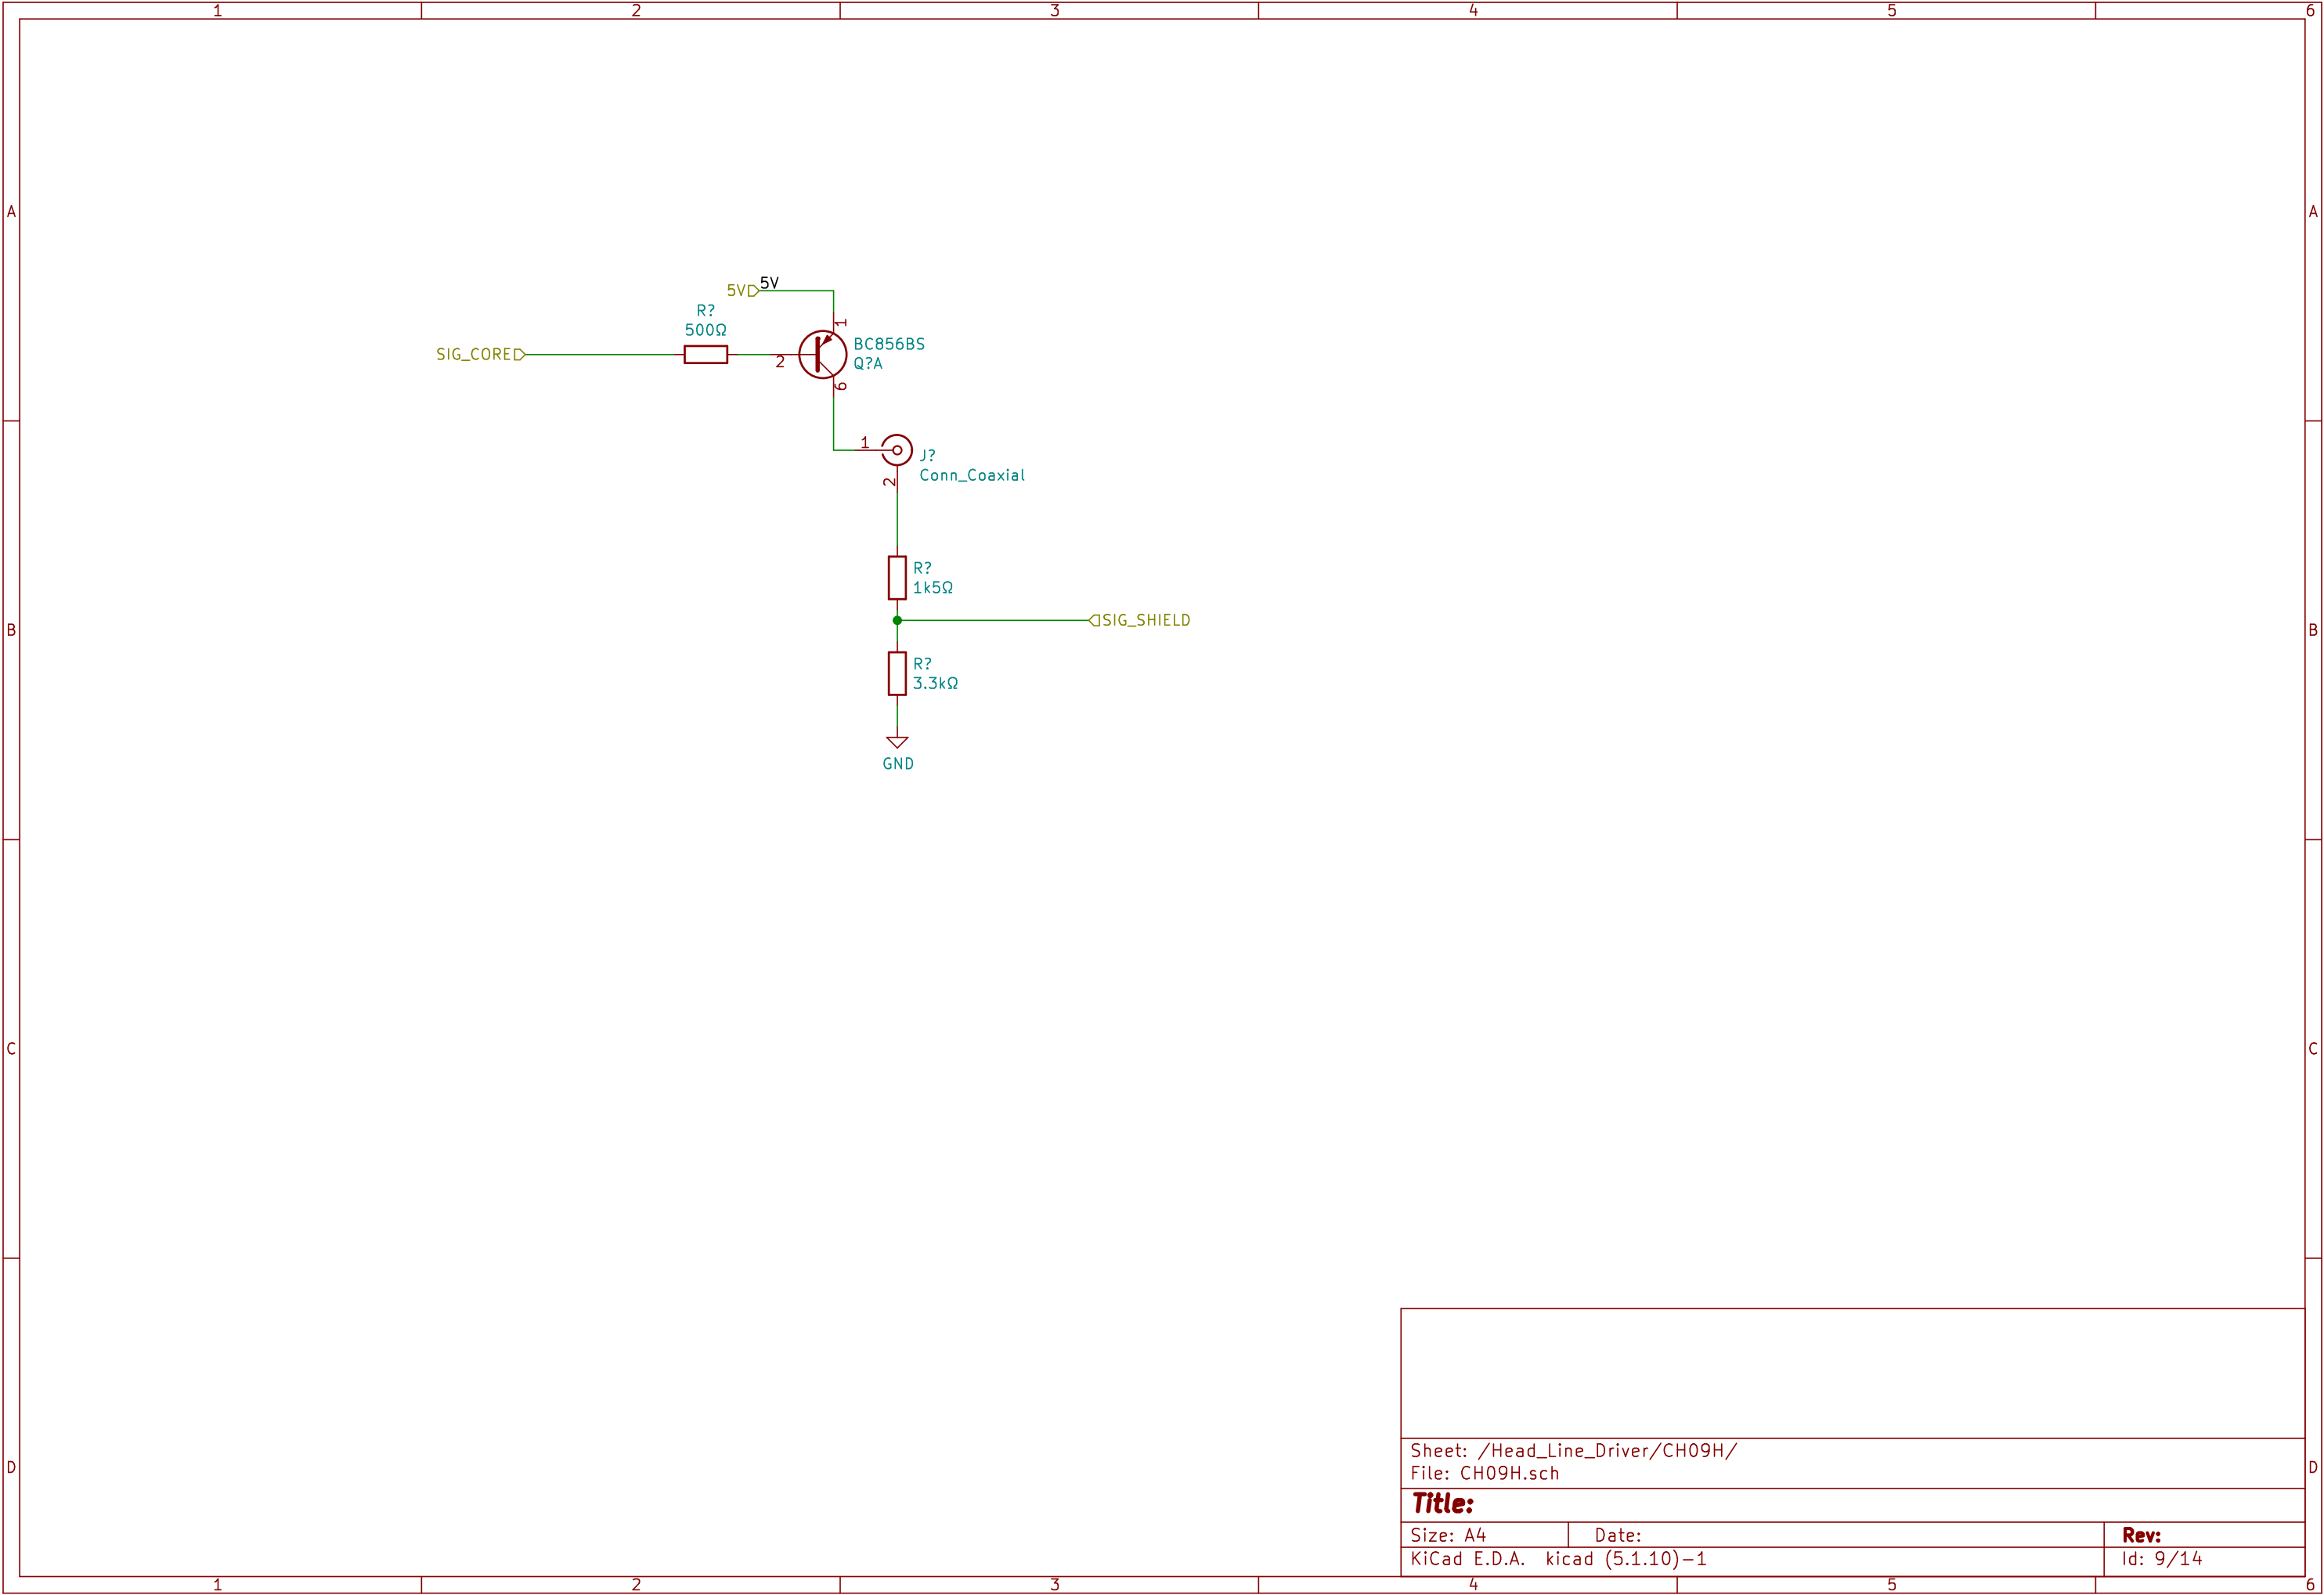 1 2 3 4 5 6
A A
5V 5V
R?
500Ω
1
SIG_CORE
2
BC856BS
Q?A
6
B B
1
J?
Conn_Coaxial
2
R?
1k5Ω
SIG_SHIELD
R?
3.3kΩ
GND
C C
D D
Sheet: /Head_Line_Driver/CH09H/
File: CH09H.sch
Title:
Size: A4 Date: Rev:
KiCad E.D.A. kicad (5.1.10)-1 Id: 9/14
1 2 3 4 5 6